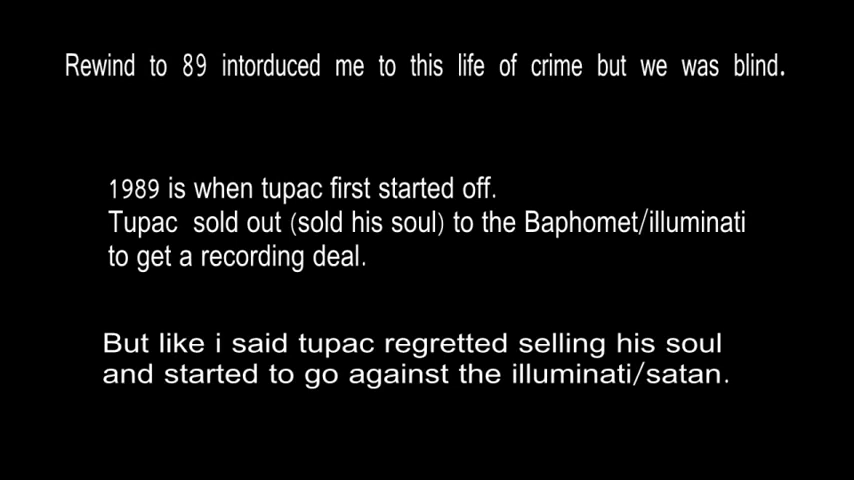 Rewind to 89 intorduced me to this life of crime but we was blind.
1989 is when tupac first started off.
Tupac sold out (sold his soul) to the Baphomet/illuminati
to get a recording deal.
But like i said tupac regretted selling his soul
and started to go against the illuminati/satan.